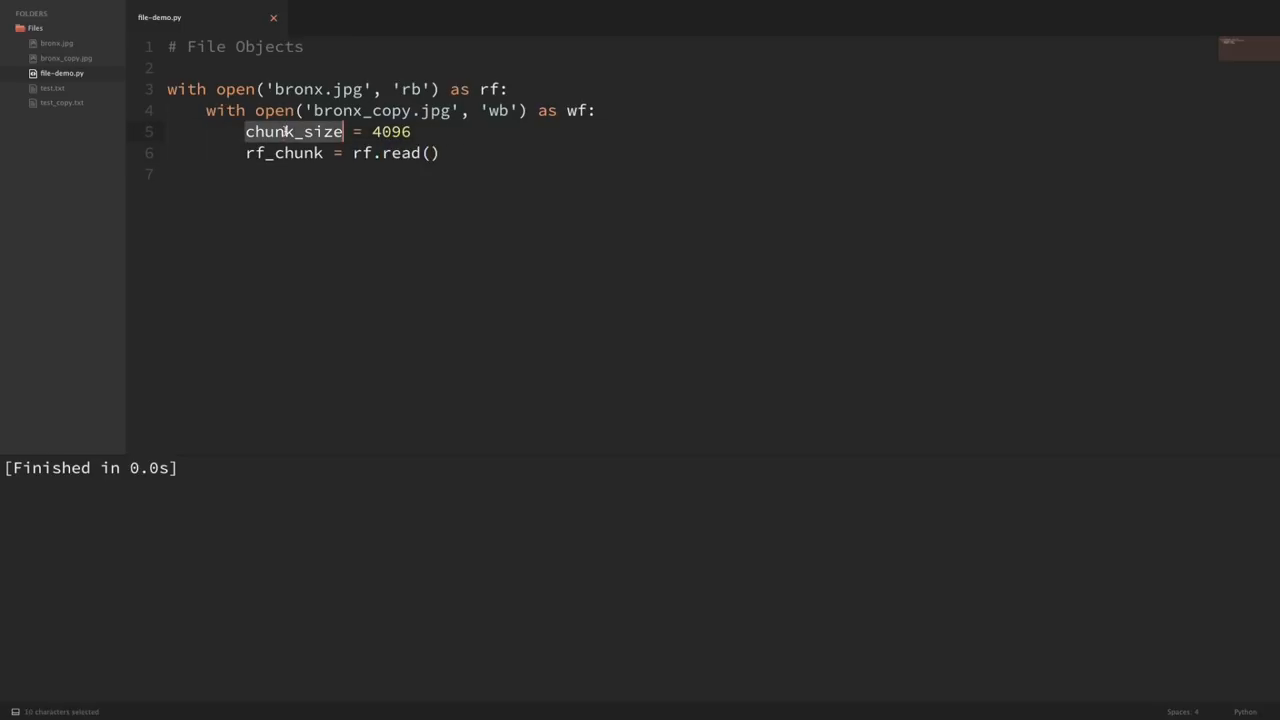 FOLDERS
Files
bronx.jpg
bronx_copy.jpg
file-demo.py
test.txt
test_copy.txt
file-demo.py ×
1 # File Objects
2
3 with open('bronx.jpg', 'rb') as rf:
4 with open('bronx_copy.jpg', 'wb') as wf:
5 chunk_size = 4096
6 rf_chunk = rf.read()
7
[Finished in 0.0s]
10 characters selected
Spaces: 4
Python